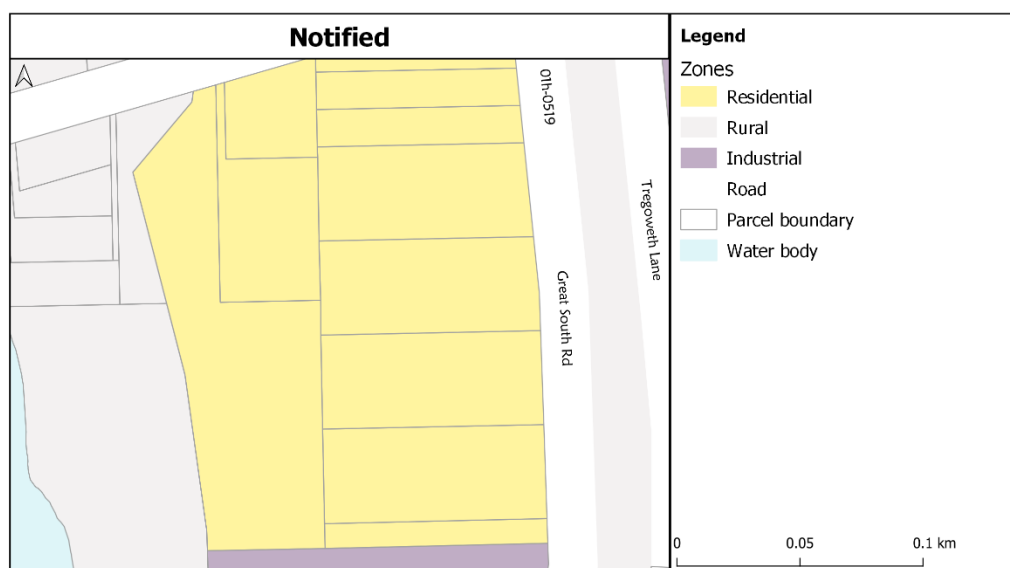 Notified
01h-0519
Tregoweth Lane
Great South Rd
Legend
Zones
Residential
Rural
Industrial
Road
Parcel boundary
Water body
0 0.05 0.1 km